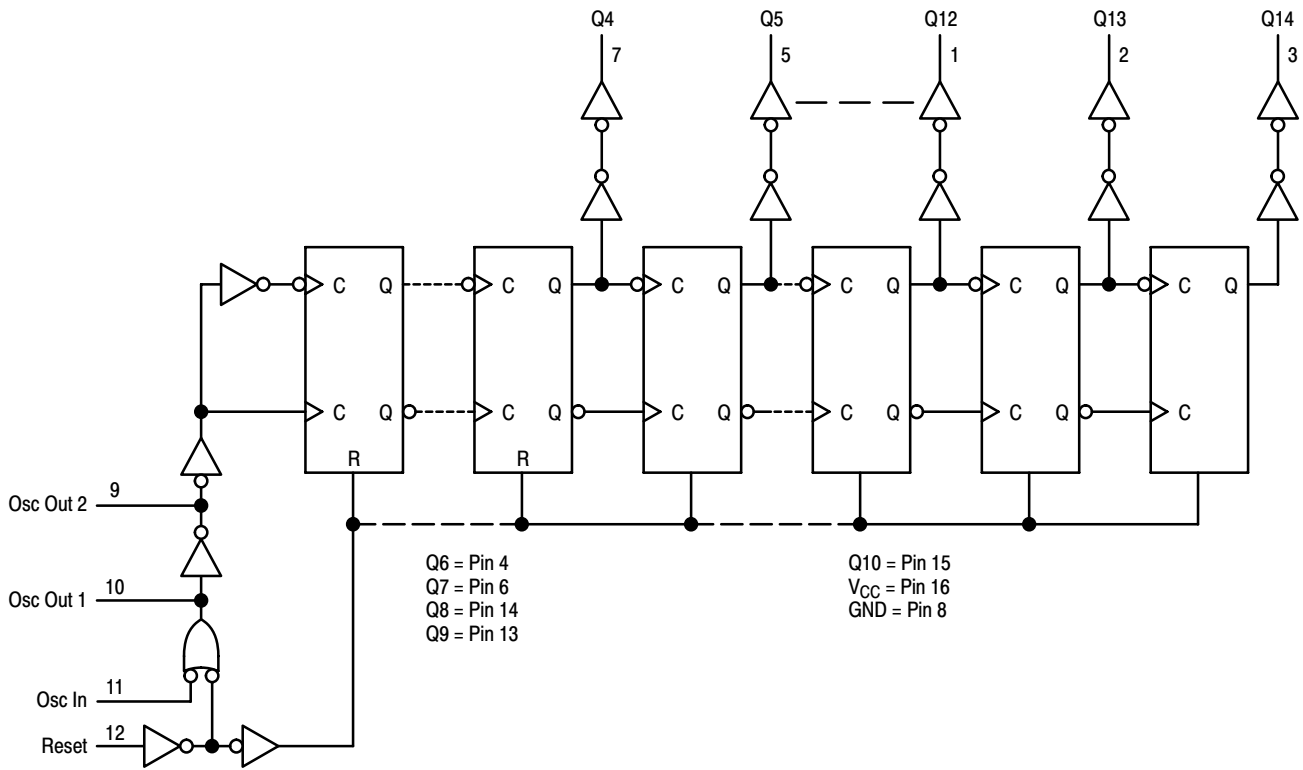 Q4 Q5 Q12 Q13 Q14
7 5 1 2 3
C Q C Q C Q C Q C Q C Q
C Q C Q C Q C Q C Q C
R R
Osc Out 2 9
Osc Out 1 10
Osc In 11
Reset 12
Q6 = Pin 4
Q7 = Pin 6
Q8 = Pin 14
Q9 = Pin 13
Q10 = Pin 15
VCC = Pin 16
GND = Pin 8